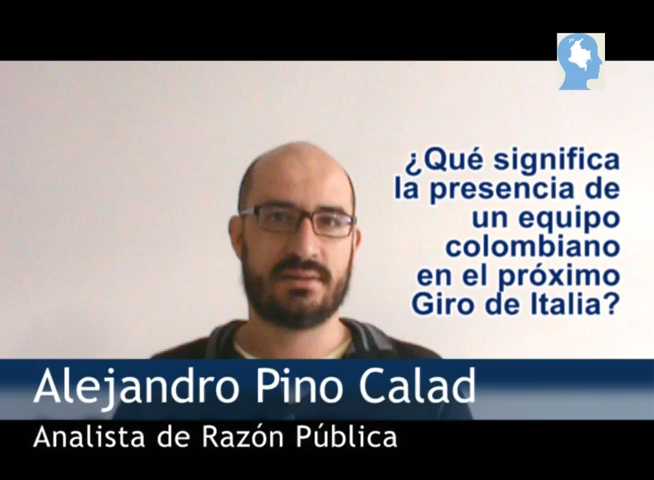 ¿Qué significa
la presencia de
un equipo
colombiano
en el próximo
Giro de Italia?
Alejandro Pino Calad
Analista de Razón Pública